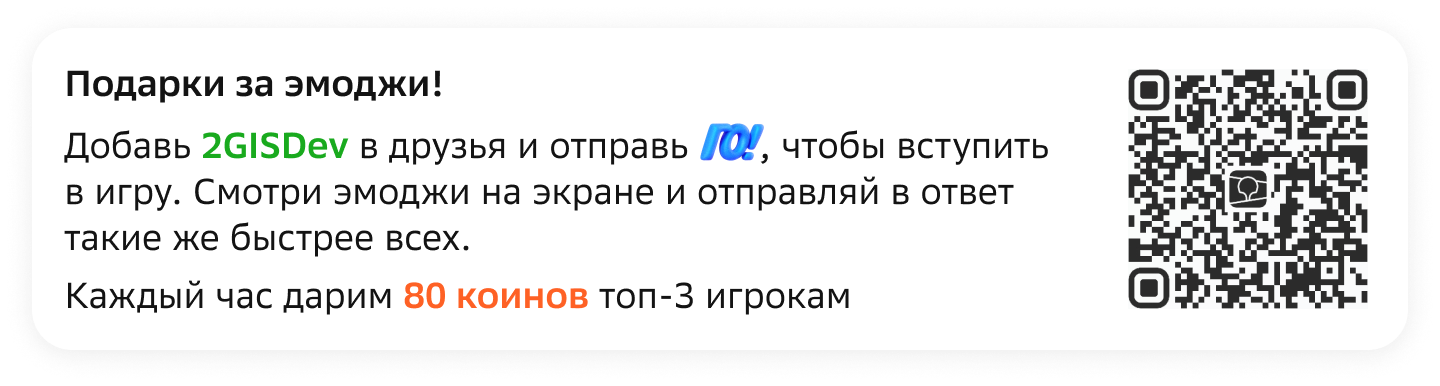 Подарки за эмоджи!
Добавь 2GISDev в друзья и отправь ГО!, чтобы вступить
в игру. Смотри эмоджи на экране и отправляй в ответ
такие же быстрее всех.
Каждый час дарим 80 коинов топ-3 игрокам